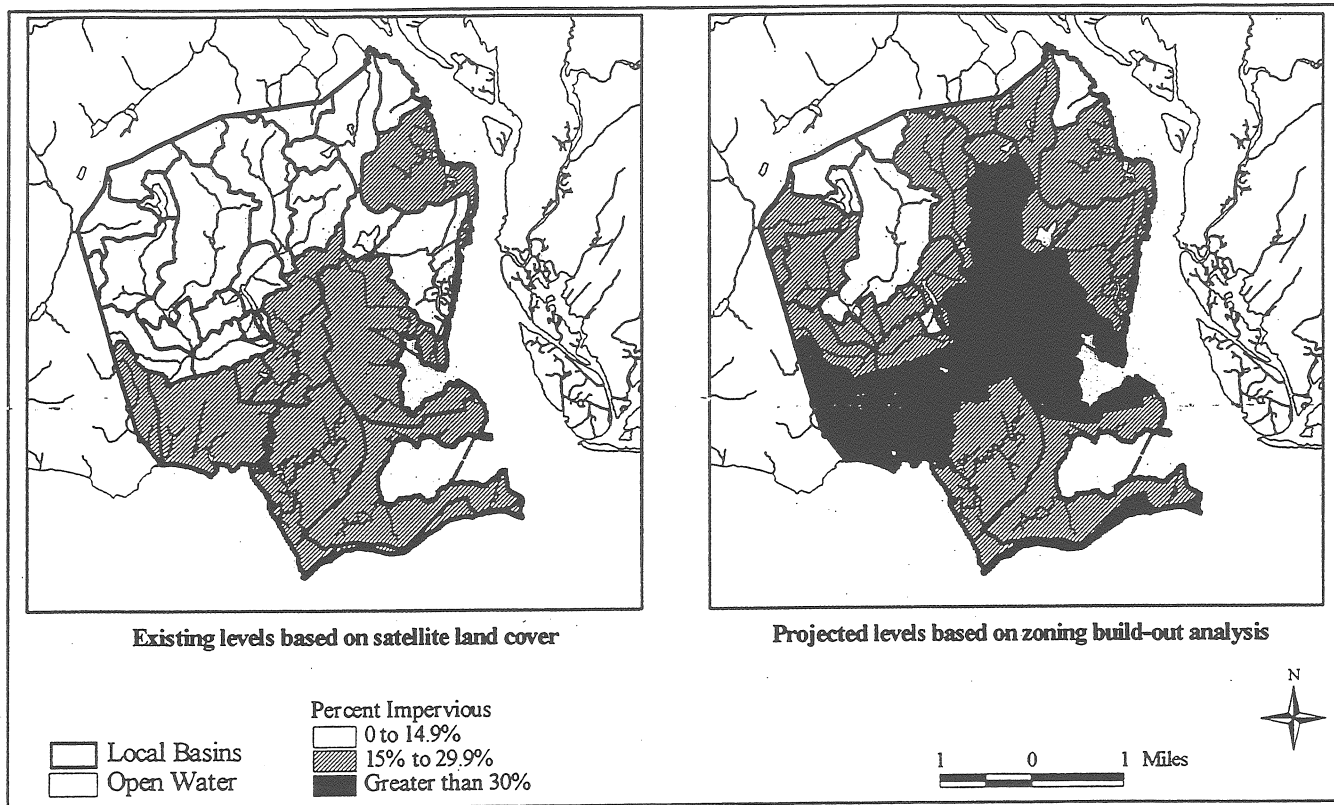 Existing levels based on satellite land cover
Projected levels based on zoning build-out analysis
N
Percent Impervious
0 to 14.9%
15% to 29.9%
Greater than 30%
Local Basins
Open Water
1 0 1 Miles